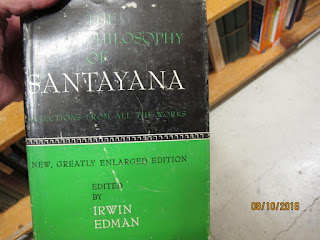 THE
PHILOSOPHY
OF
SANTAYANA
SELECTIONS FROM ALL THE WORKS
NEW, GREATLY ENLARGED EDITION
EDITED
BY
IRWIN
EDMAN
08/10/2016